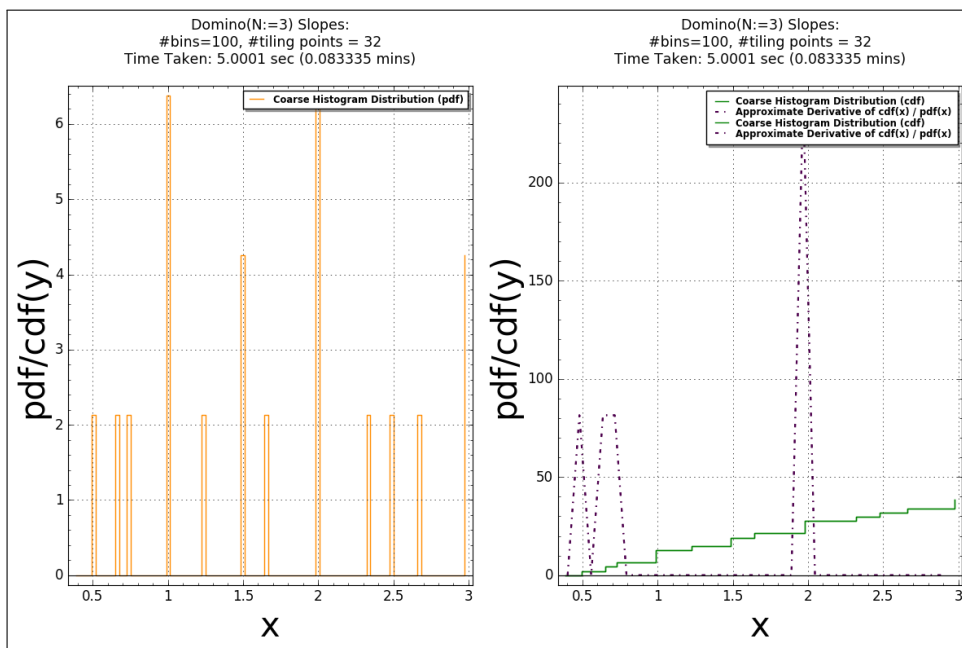 Domino(N:=3) Slopes:
#bins=100, #tiling points = 32
Time Taken: 5.0001 sec (0.083335 mins)
Coarse Histogram Distribution (pdf)
pdf/cdf(y)
6
5
4
3
2
1
0
0.5 1 1.5 2 2.5 3
x
Domino(N:=3) Slopes:
#bins=100, #tiling points = 32
Time Taken: 5.0001 sec (0.083335 mins)
Coarse Histogram Distribution (cdf)
Approximate Derivative of cdf(x) / pdf(x)
Coarse Histogram Distribution (cdf)
Approximate Derivative of cdf(x) / pdf(x)
pdf/cdf(y)
200
150
100
50
0
0.5 1 1.5 2 2.5 3
x